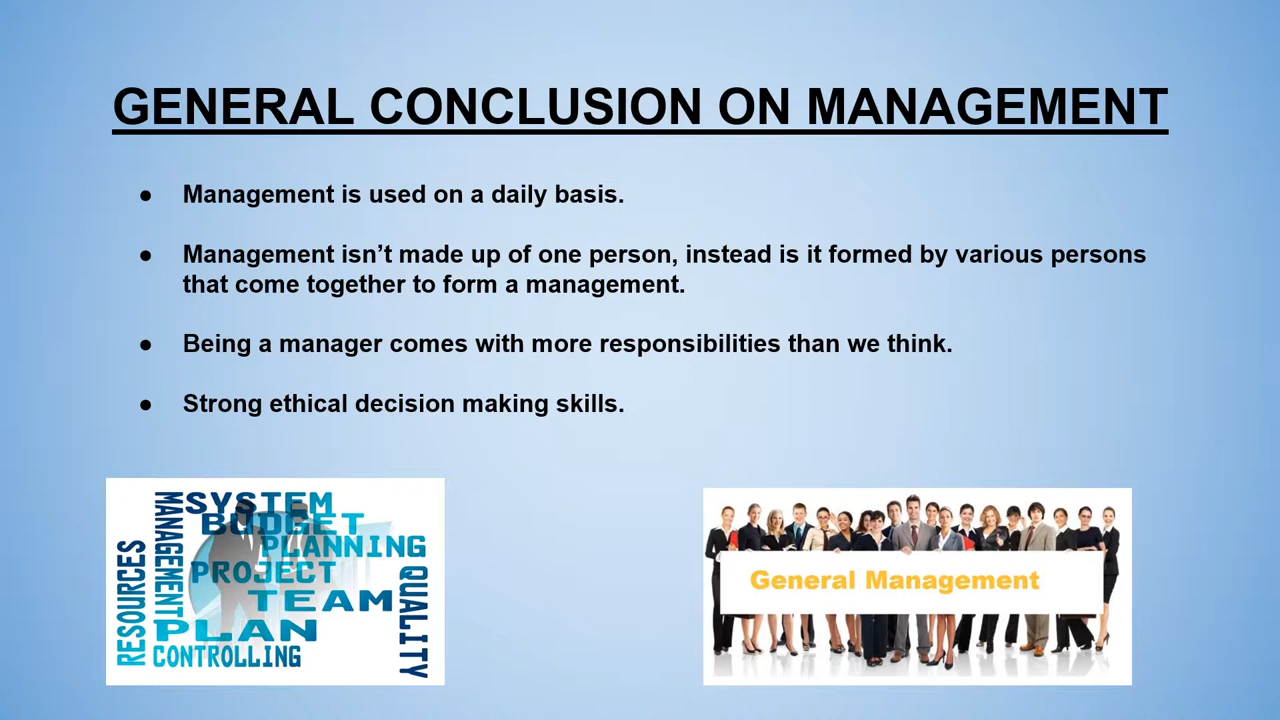 GENERAL CONCLUSION ON MANAGEMENT
● Management is used on a daily basis.
● Management isn’t made up of one person, instead is it formed by various persons
that come together to form a management.
● Being a manager comes with more responsibilities than we think.
● Strong ethical decision making skills.
RESOURCES
MANAGEMENT
SYSTEM
BUDGET
PLANNING
PROJECT
TEAM
PLAN
CONTROLLING
QUALITY
General Management